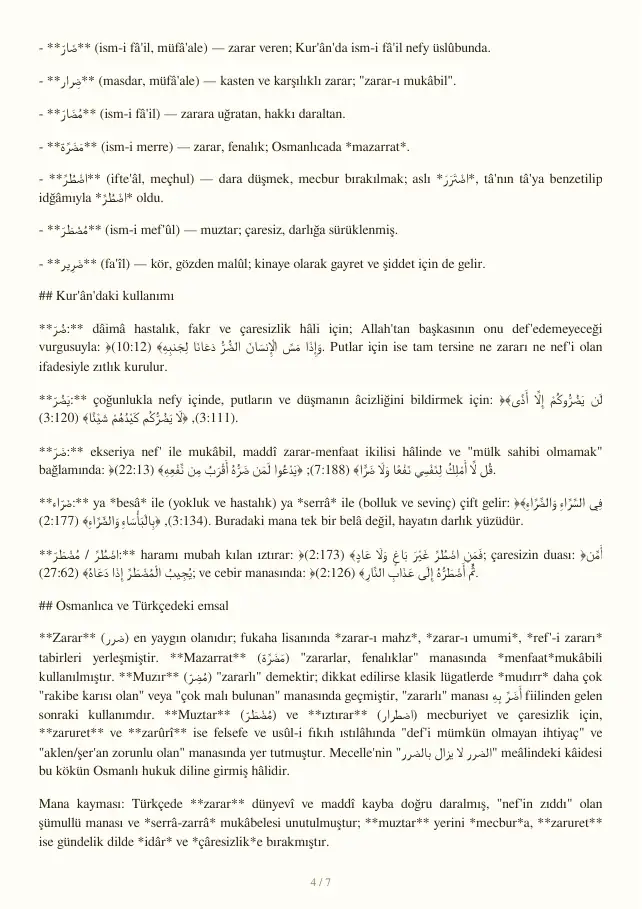 - **ضَارّ** (ism-i fâ'il, müfâ'ale) — zarar veren; Kur'ân'da ism-i fâ'il nefy üslûbunda.
- **ضِرار** (masdar, müfâ'ale) — kasten ve karşılıklı zarar; "zarar-ı mukâbil".
- **مُضَارّ** (ism-i fâ'il) — zarara uğratan, hakkı daraltan.
- **مَضَرَّة** (ism-i merre) — zarar, fenalık; Osmanlıcada *mazarrat*.
- **اضْطُرَّ** (ifte'âl, meçhul) — dara düşmek, mecbur bırakılmak; aslı *اضْتَرَرَ*, tâ'nın tâ'ya benzetilip
idğâmıyla *اضْطُرَّ* oldu.
- **مُضْطَرّ** (ism-i mef'ûl) — muztar; çaresiz, darlığa sürüklenmiş.
- **ضَرِير** (fa'îl) — kör, gözden malûl; kinaye olarak gayret ve şiddet için de gelir.
## Kur'ân'daki kullanımı
**ضُرّ:** dâimâ hastalık, fakr ve çaresizlik hâli için; Allah'tan başkasının onu def'edemeyeceği
vurgusuyla: ﴿وَإِذَا مَسَّ الْإِنسَانَ الضُّرُّ دَعَانَا لِجَنبِهِ﴾ (10:12). Putlar için ise tam tersine ne zararı ne nef'i olan
ifadesiyle zıtlık kurulur.
**يَضُرّ:** çoğunlukla nefy içinde, putların ve düşmanın âcizliğini bildirmek için: ﴿لَن يَضُرُّوكُمْ إِلَّا أَذًى﴾
(3:111), ﴿لَا يَضُرُّكُمْ كَيْدُهُمْ شَيْئًا﴾ (3:120).
**ضَرّ:** ekseriya nef' ile mukâbil, maddî zarar-menfaat ikilisi hâlinde ve "mülk sahibi olmamak"
bağlamında: ﴿قُل لَّا أَمْلِكُ لِنَفْسِي نَفْعًا وَلَا ضَرًّا﴾ (7:188); ﴿يَدْعُوا لَمَن ضَرُّهُ أَقْرَبُ مِن نَّفْعِهِ﴾ (22:13).
**ضَرَاء:** ya *besâ* ile (yokluk ve hastalık) ya *serrâ* ile (bolluk ve sevinç) çift gelir: ﴿فِي السَّرَّاءِ وَالضَّرَّاءِ﴾
(3:134), ﴿بِالْبَأْسَاءِ وَالضَّرَّاءِ﴾ (2:177). Buradaki mana tek bir belâ değil, hayatın darlık yüzüdür.
**اضْطُرَّ / مُضْطَرّ:** haramı mubah kılan ıztırar: ﴿فَمَنِ اضْطُرَّ غَيْرَ بَاغٍ وَلَا عَادٍ﴾ (2:173); çaresizin duası: ﴿أَمَّن
يُجِيبُ الْمُضْطَرَّ إِذَا دَعَاهُ﴾ (27:62); ve cebir manasında: ﴿ثُمَّ أَضْطَرُّهُ إِلَى عَذَابِ النَّارِ﴾ (2:126).
## Osmanlıca ve Türkçedeki emsal
**Zarar** (ضرر) en yaygın olanıdır; fukaha lisanında *zarar-ı mahz*, *zarar-ı umumi*, *ref'-i zararı*
tabirleri yerleşmiştir. **Mazarrat** (مَضَرَّة) "zararlar, fenalıklar" manasında *menfaat*mukâbili
kullanılmıştır. **Muzır** (مُضِرّ) "zararlı" demektir; dikkat edilirse klasik lügatlerde *mudırr* daha çok
"rakibe karısı olan" veya "çok malı bulunan" manasında geçmiştir, "zararlı" manası أَضَرَّ بِهِ fiilinden gelen
sonraki kullanımdır. **Muztar** (مُضْطَرّ) ve **ıztırar** (اضطرار) mecburiyet ve çaresizlik için,
**zaruret** ve **zarûrî** ise felsefe ve usûl-i fıkıh ıstılâhında "def'i mümkün olmayan ihtiyaç" ve
"aklen/şer'an zorunlu olan" manasında yer tutmuştur. Mecelle'nin "الضرر لا يزال بالضرر" meâlindeki kâidesi
bu kökün Osmanlı hukuk diline girmiş hâlidir.
Mana kayması: Türkçede **zarar** dünyevî ve maddî kayba doğru daralmış, "nef'in zıddı" olan
şümullü manası ve *serrâ-zarrâ* mukâbelesi unutulmuştur; **muztar** yerini *mecbur*a, **zaruret**
ise gündelik dilde *idâr* ve *çâresizlik*e bırakmıştır.
4 / 7